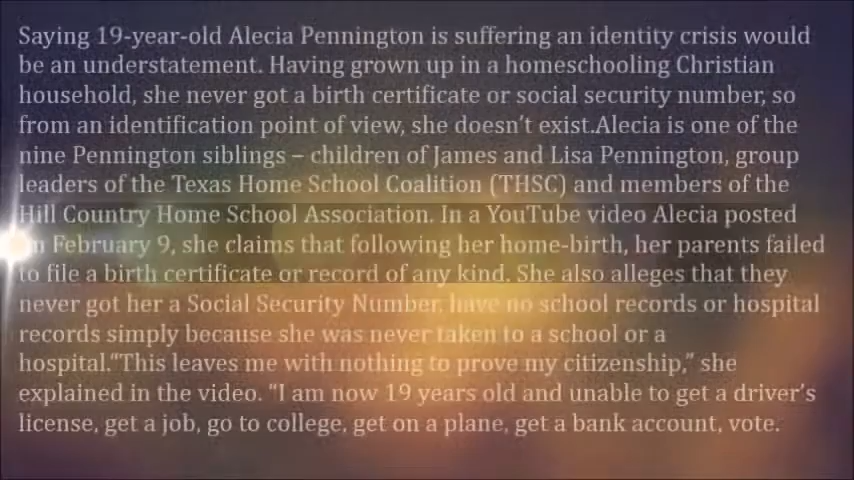 Saying 19-year-old Alecia Pennington is suffering an identity crisis would
be an understatement. Having grown up in a homeschooling Christian
household, she never got a birth certificate or social security number, so
from an identification point of view, she doesn’t exist.Alecia is one of the
nine Pennington siblings – children of James and Lisa Pennington, group
leaders of the Texas Home School Coalition (THSC) and members of the
Hill Country Home School Association. In a YouTube video Alecia posted
on February 9, she claims that following her home-birth, her parents failed
to file a birth certificate or record of any kind. She also alleges that they
never got her a Social Security Number, have no school records or hospital
records simply because she was never taken to a school or a
hospital.“This leaves me with nothing to prove my citizenship,” she
explained in the video. “I am now 19 years old and unable to get a driver’s
license, get a job, go to college, get on a plane, get a bank account, vote.